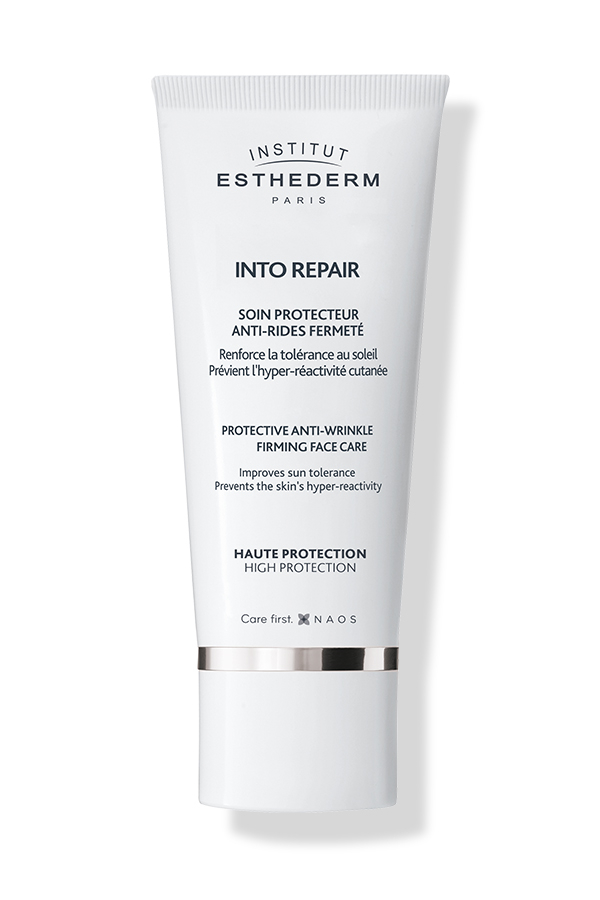 INSTITUT
ESTHEDERM
PARIS
INTO REPAIR
SOIN PROTECTEUR
ANTI-RIDES FERMETÉ
Renforce la tolérance au soleil
Prévient l'hyper-réactivité cutanée
PROTECTIVE ANTI-WRINKLE
FIRMING FACE CARE
Improves sun tolerance
Prevents the skin's hyper-reactivity
HAUTE PROTECTION
HIGH PROTECTION
Care first. NAOS